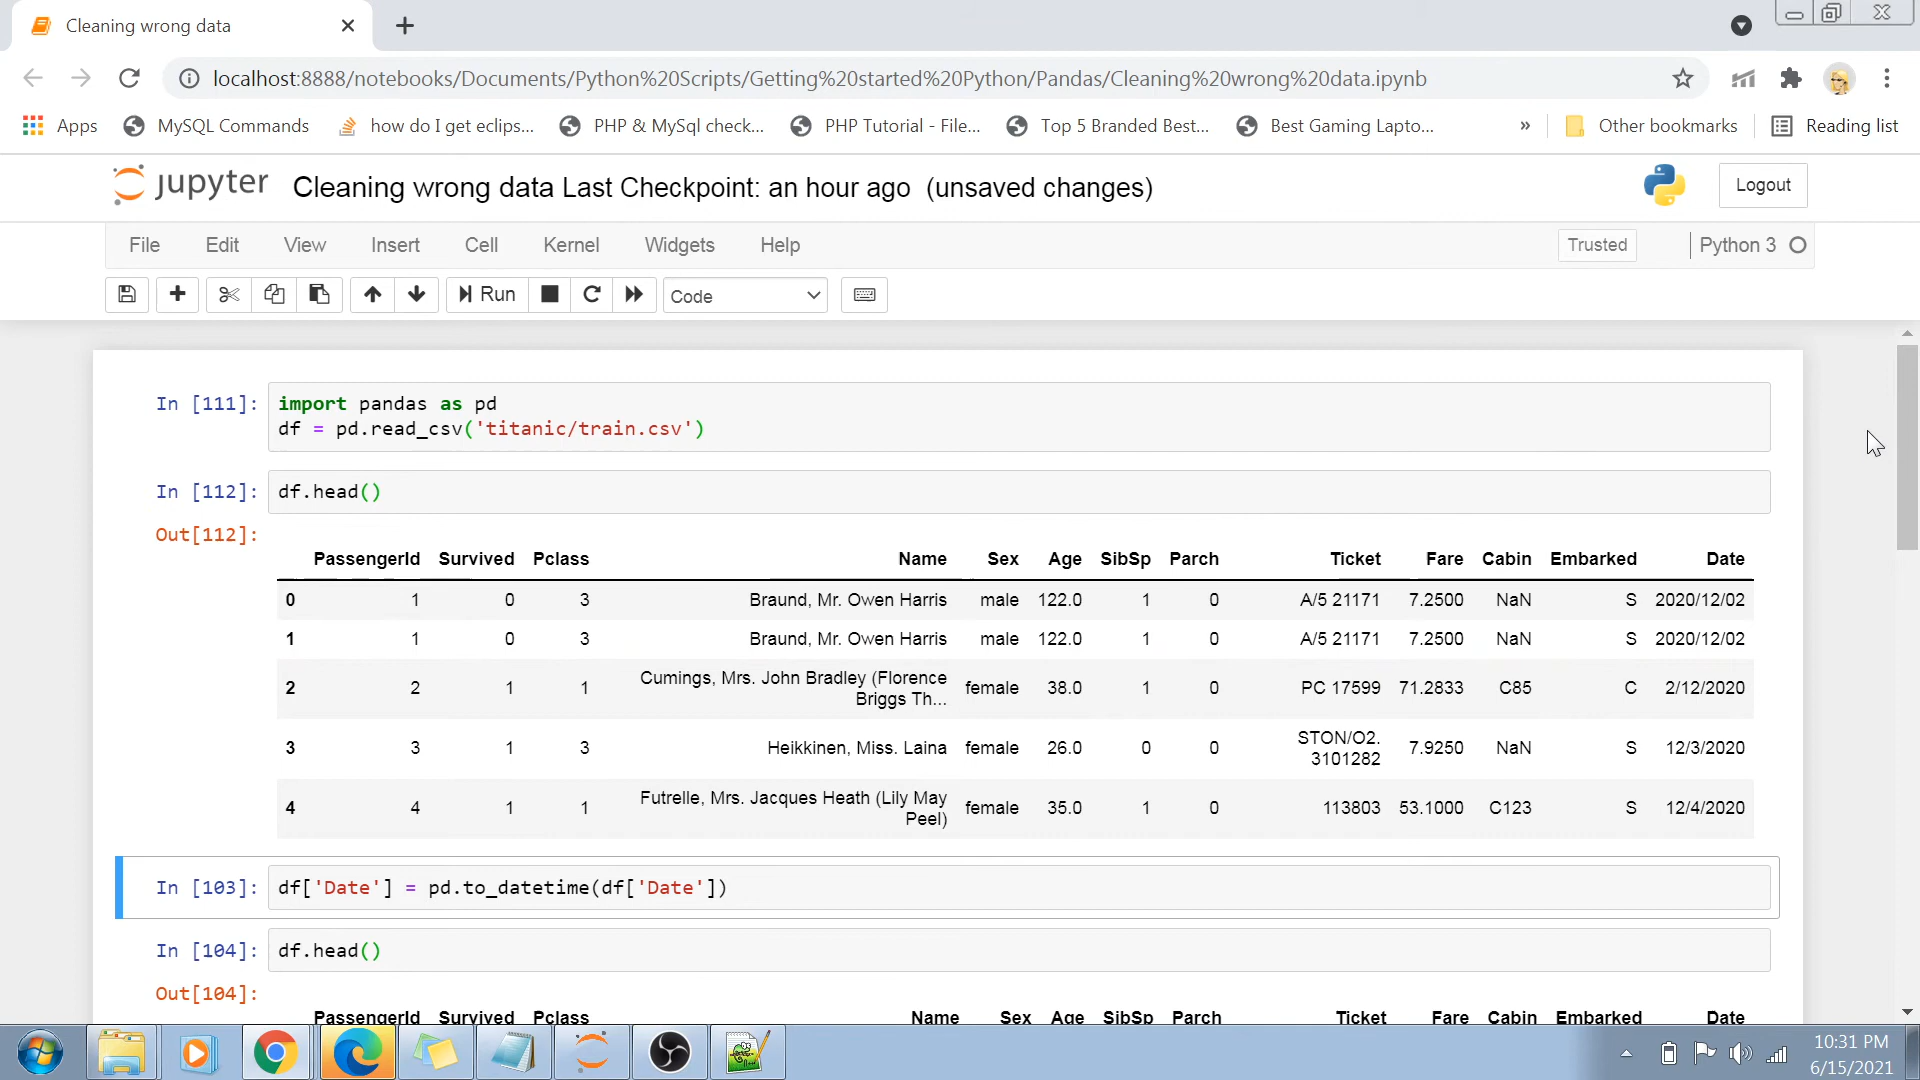 Cleaning wrong data
localhost:8888/notebooks/Documents/Python%20Scripts/Getting%20started%20Python/Pandas/Cleaning%20wrong%20data.ipynb
Apps MySQL Commands how do I get eclips... PHP & MySql check... PHP Tutorial - File... Top 5 Branded Best... Best Gaming Lapto... » Other bookmarks Reading list
jupyter Cleaning wrong data Last Checkpoint: an hour ago (unsaved changes) Logout
File Edit View Insert Cell Kernel Widgets Help Trusted Python 3
Run Code
In [111]: import pandas as pd
df = pd.read_csv('titanic/train.csv')
In [112]: df.head()
Out[112]:
PassengerId Survived Pclass Name Sex Age SibSp Parch Ticket Fare Cabin Embarked Date
0 1 0 3 Braund, Mr. Owen Harris male 122.0 1 0 A/5 21171 7.2500 NaN S 2020/12/02
1 1 0 3 Braund, Mr. Owen Harris male 122.0 1 0 A/5 21171 7.2500 NaN S 2020/12/02
2 2 1 1 Cumings, Mrs. John Bradley (Florence Briggs Th... female 38.0 1 0 PC 17599 71.2833 C85 C 2/12/2020
3 3 1 3 Heikkinen, Miss. Laina female 26.0 0 0 STON/O2. 3101282 7.9250 NaN S 12/3/2020
4 4 1 1 Futrelle, Mrs. Jacques Heath (Lily May Peel) female 35.0 1 0 113803 53.1000 C123 S 12/4/2020
In [103]: df['Date'] = pd.to_datetime(df['Date'])
In [104]: df.head()
Out[104]:
PassengerId Survived Pclass Name Sex Age SibSp Parch Ticket Fare Cabin Embarked Date
10:31 PM
6/15/2021